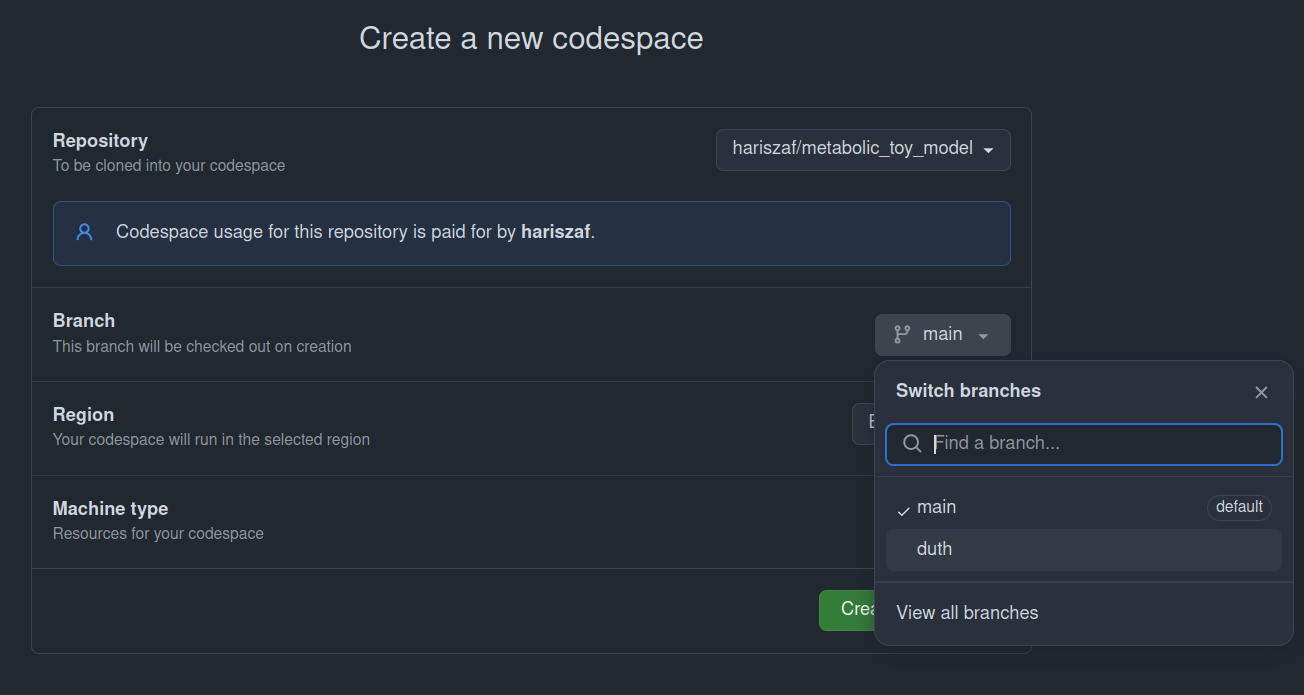 Create a new codespace
Repository
To be cloned into your codespace
hariszaf/metabolic_toy_model
Codespace usage for this repository is paid for by hariszaf.
Branch
This branch will be checked out on creation
main
Switch branches
Find a branch...
main
default
duth
View all branches
Region
Your codespace will run in the selected region
Machine type
Resources for your codespace